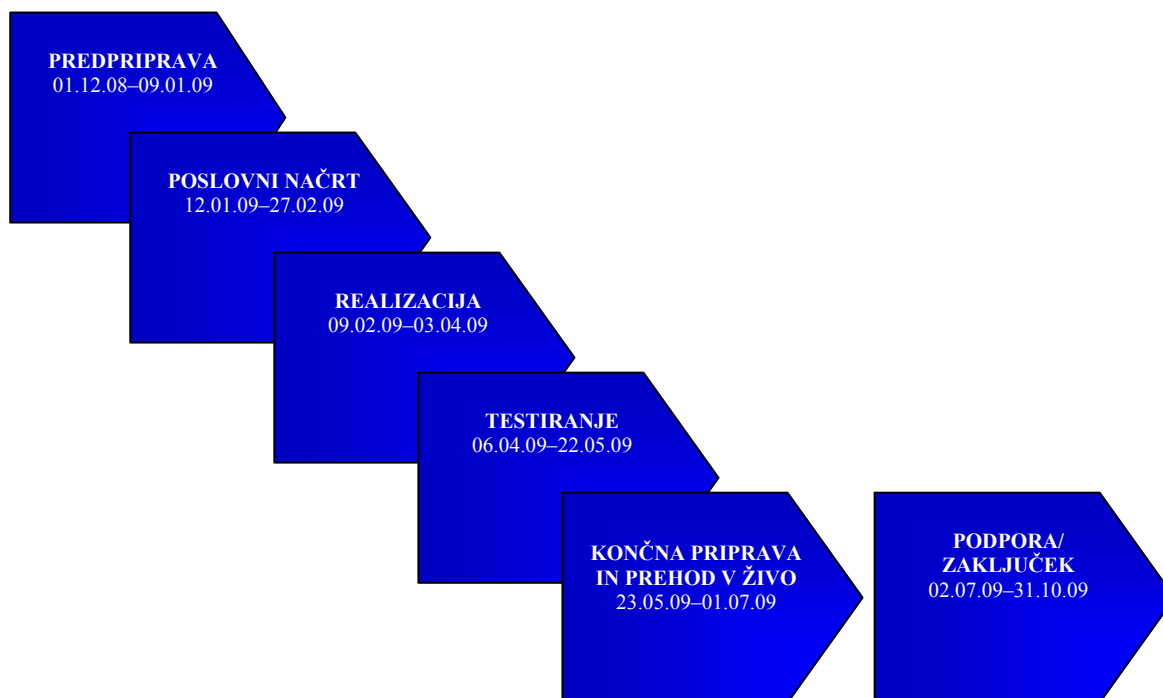 PREDPRIPRAVA
01.12.08–09.01.09
POSLOVNI NAČRT
12.01.09–27.02.09
REALIZACIJA
09.02.09–03.04.09
TESTIRANJE
06.04.09–22.05.09
KONČNA PRIPRAVA
IN PREHOD V ŽIVO
23.05.09–01.07.09
PODPORA/
ZAKLJUČEK
02.07.09–31.10.09